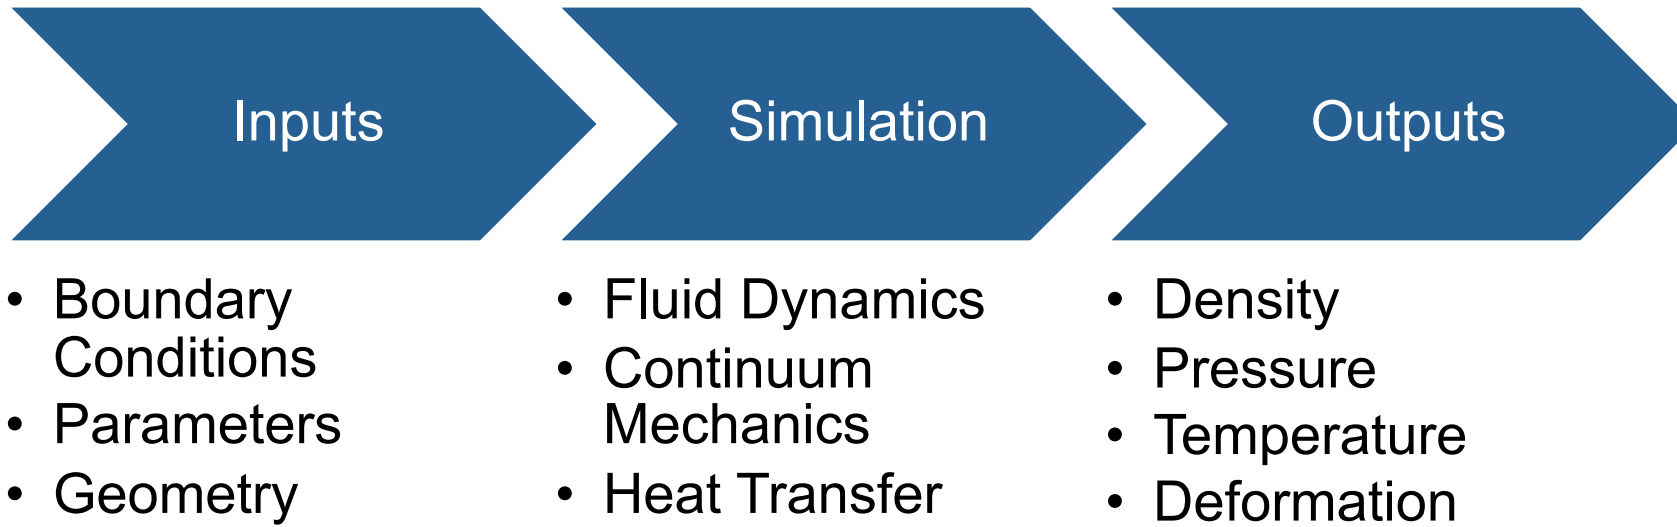 Inputs
• Boundary
Conditions
• Parameters
• Geometry
Simulation
• Fluid Dynamics
• Continuum
Mechanics
• Heat Transfer
Outputs
• Density
• Pressure
• Temperature
• Deformation